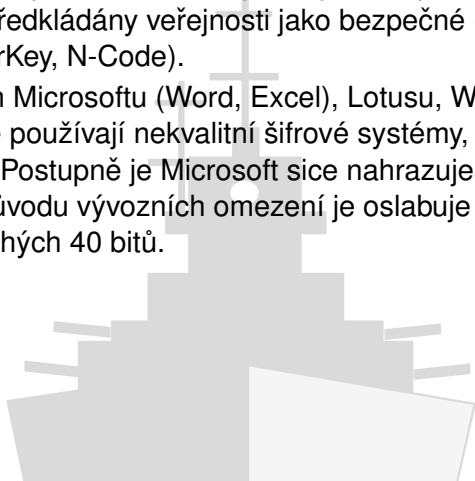 ředkládány veřejnosti jako bezpečné
rKey, N-Code).
Microsoftu (Word, Excel), Lotusu, W
používají nekvalitní šifrové systémy,
Postupně je Microsoft sice nahrazuje
ůvodu vývozních omezení je oslabuje
hých 40 bitů.